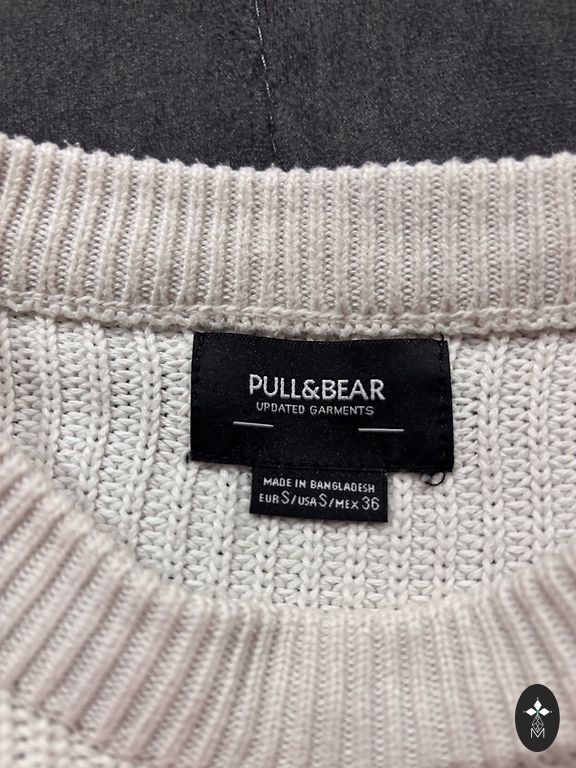 PULL&BEAR
UPDATED GARMENTS
MADE IN BANGLADESH
EUR S/USA S/MEX 36
M